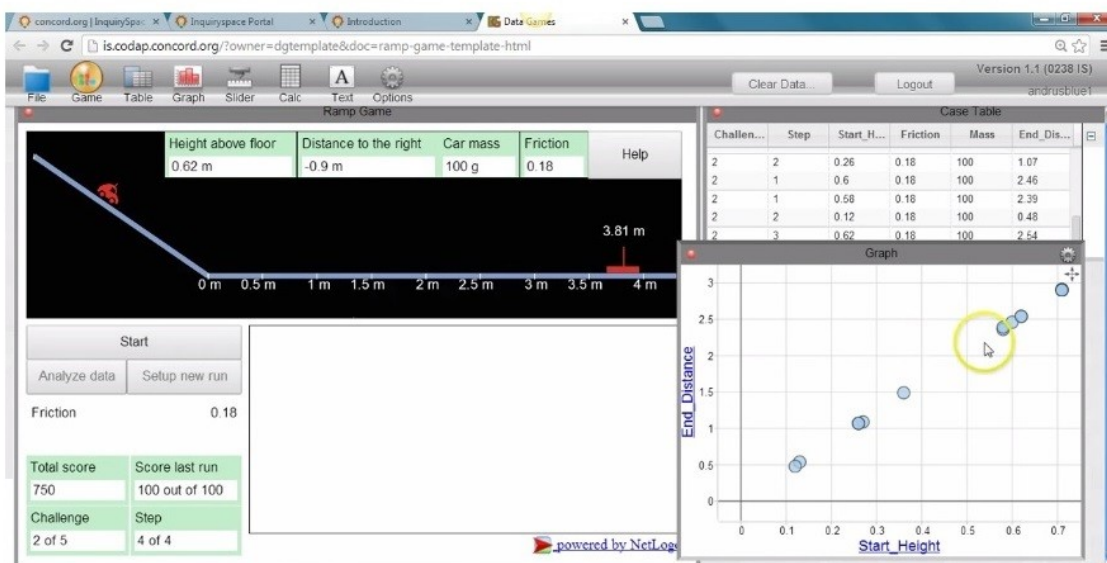 concord.org | InquirySpac
Inquiryspace Portal
Introduction
Data Games
is.codap.concord.org/?owner=dgtemplate&doc=ramp-game-template-html
File Game Table Graph Slider Calc Text Options
Clear Data... Logout
Version 1.1 (0238 IS)
andrusblue1
Ramp Game
Height above floor Distance to the right Car mass Friction
0.62 m -0.9 m 100 g 0.18
Help
3.81 m
0 m 0.5 m 1 m 1.5 m 2 m 2.5 m 3 m 3.5 m 4 m
Start
Analyze data Setup new run
Friction 0.18
Total score Score last run
750 100 out of 100
Challenge Step
2 of 5 4 of 4
powered by NetLogo
Case Table
Challen... Step Start_H... Friction Mass End_Dis...
2 2 0.26 0.18 100 1.07
2 1 0.6 0.18 100 2.46
2 1 0.58 0.18 100 2.39
2 2 0.12 0.18 100 0.48
2 3 0.62 0.18 100 2.54
Graph
End_Distance
3
2.5
2
1.5
1
0.5
0
0 0.1 0.2 0.3 0.4 0.5 0.6 0.7
Start_Height